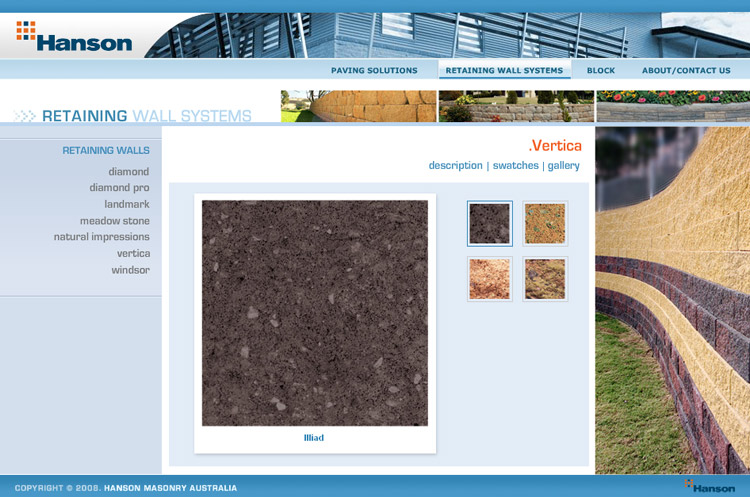 Hanson
PAVING SOLUTIONS RETAINING WALL SYSTEMS BLOCK ABOUT/CONTACT US
RETAINING WALL SYSTEMS
RETAINING WALLS
diamond
diamond pro
landmark
meadow stone
natural impressions
vertica
windsor
.Vertica
description | swatches | gallery
Illiad
COPYRIGHT © 2008. HANSON MASONRY AUSTRALIA
Hanson